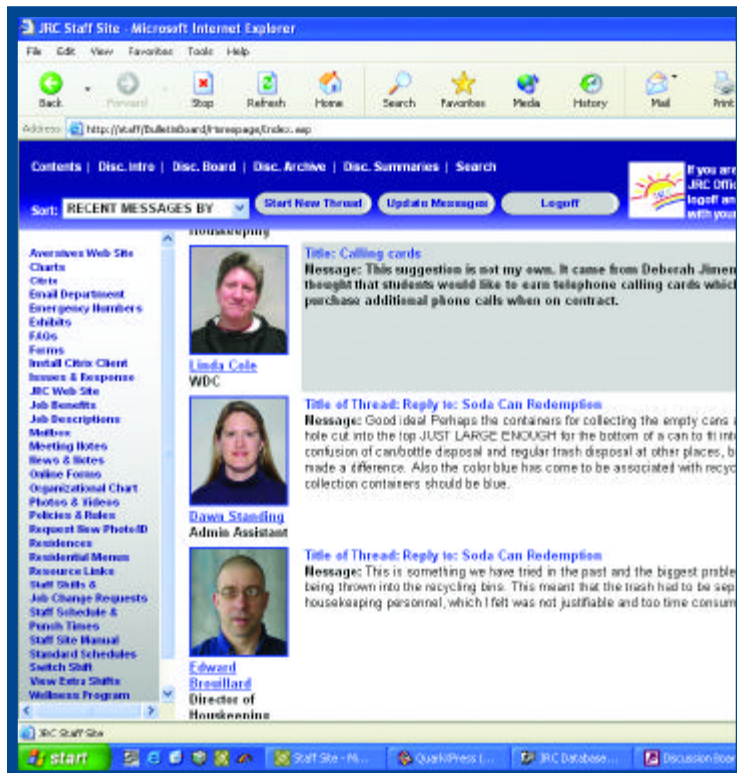 JRC Staff Site - Microsoft Internet Explorer
File Edit View Favorites Tools Help
Back Forward Stop Refresh Home Search Favorites Media History Mail Print
Address http://staff/BulletinBoard/Homepage/Index.asp
Contents | Disc. Intro | Disc. Board | Disc. Archive | Disc. Summaries | Search
If you are
JRC Offic
logoff an
with your
Sort: RECENT MESSAGES BY Start New Thread Update Messages Logoff
Aversives Web Site
Charts
Citrix
Email Department
Emergency Numbers
Exhibits
FAQs
Forms
Install Citrix Client
Issues & Response
JRC Web Site
Job Benefits
Job Descriptions
Mailbox
Meeting Notes
News & Notes
Online Forms
Organizational Chart
Photos & Videos
Policies & Rules
Request New Photo ID
Residences
Residential Menus
Resource Links
Staff Shifts &
Job Change Requests
Staff Schedule &
Punch Times
Staff Site Manual
Standard Schedules
Switch Shift
View Extra Shifts
Wellness Program
Housekeeping
Title: Calling cards
Message: This suggestion is not my own. It came from Deborah Jimen
thought that students would like to earn telephone calling cards whic
purchase additional phone calls when on contract.
Linda Cole
WDC
Title of Thread: Reply to: Soda Can Redemption
Message: Good idea! Perhaps the containers for collecting the empty cans
hole cut into the top JUST LARGE ENOUGH for the bottom of a can to fit into
confusion of can/bottle disposal and regular trash disposal at other places, b
made a difference. Also the color blue has come to be associated with recyc
collection containers should be blue.
Dawn Standing
Admin Assistant
Title of Thread: Reply to: Soda Can Redemption
Message: This is something we have tried in the past and the biggest proble
being thrown into the recycling bins. This meant that the trash had to be sep
housekeeping personnel, which I felt was not justifiable and too time consum
Edward
Brouillard
Director of
Housekeeping
JRC Staff Site
start Staff Site - Mi... QuarkXPress (... JRC Database... Discussion Boar